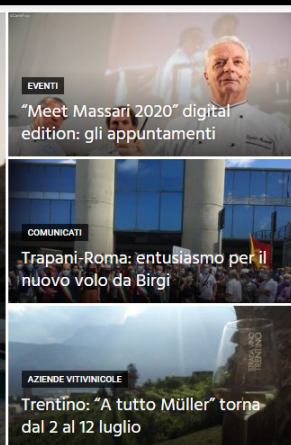 EVENTI
“Meet Massari 2020” digital
edition: gli appuntamenti
COMUNICATI
Trapani-Roma: entusiasmo per il
nuovo volo da Birgi
AZIENDE VITIVINICOLE
TRENTINO
Trentino: “A tutto Müller” torna
dal 2 al 12 luglio